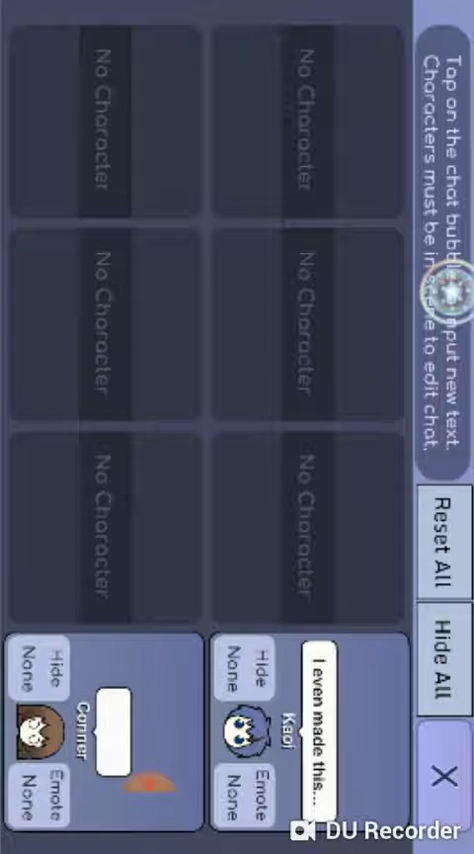 Tap on the chat bubble input new text.
Characters must be in scene to edit chat.
Reset All
Hide All
X
No Character
No Character
No Character
I even made this...
Kaoi
Hide
None
Emote
None
No Character
No Character
No Character
Conner
Hide
None
Emote
None
DU Recorder